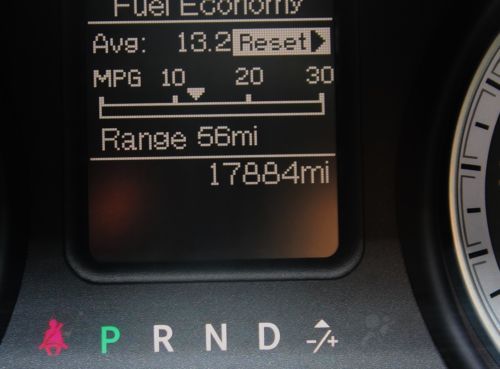 Fuel Economy
Avg: 13.2 Reset
MPG 10 20 30
Range 56mi
17884mi
P R N D -/+